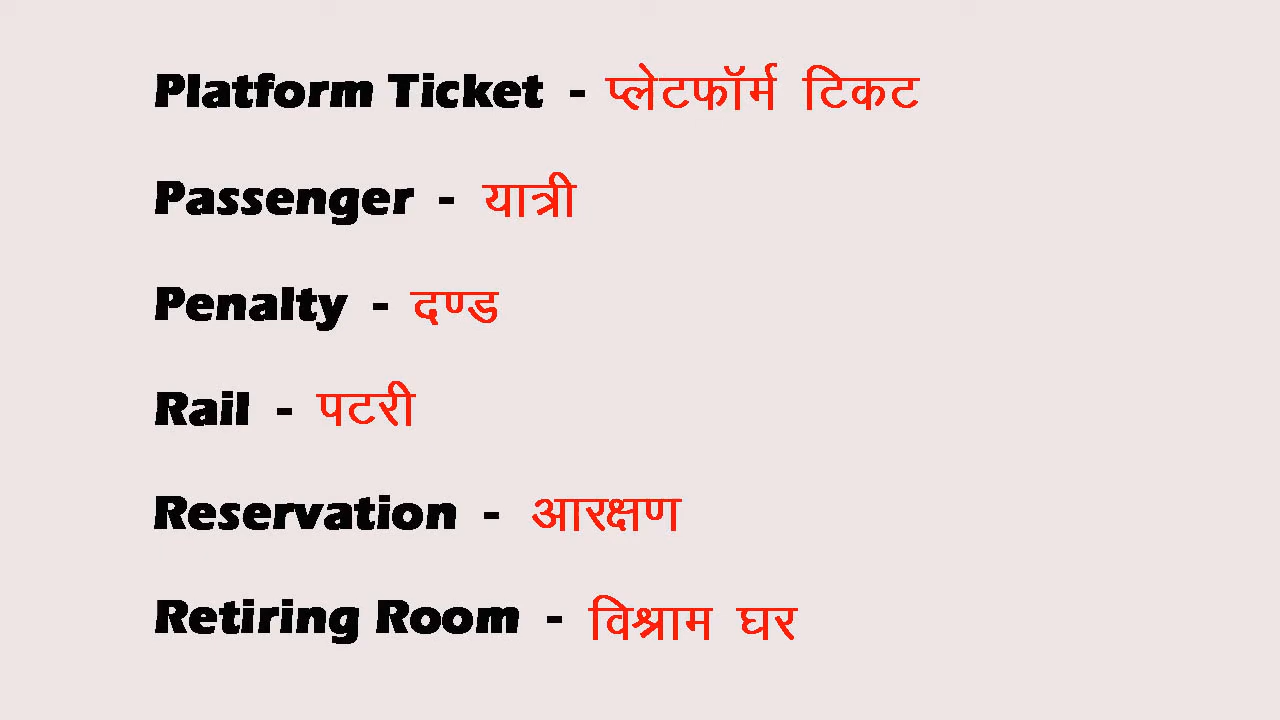 Platform Ticket - प्लेटफॉर्म टिकट
Passenger - यात्री
Penalty - दण्ड
Rail - पटरी
Reservation - आरक्षण
Retiring Room - विश्राम घर